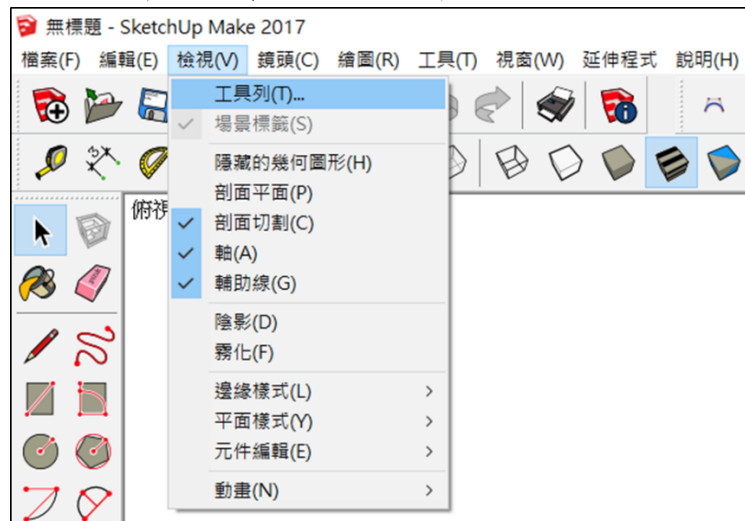 無標題 - SketchUp Make 2017
檔案(F) 編輯(E) 檢視(V) 鏡頭(C) 繪圖(R) 工具(T) 視窗(W) 延伸程式 說明(H)
工具列(T)...
場景標籤(S)
隱藏的幾何圖形(H)
剖面平面(P)
俯視
剖面切割(C)
軸(A)
輔助線(G)
陰影(D)
霧化(F)
邊緣樣式(L)
平面樣式(Y)
元件編輯(E)
動畫(N)